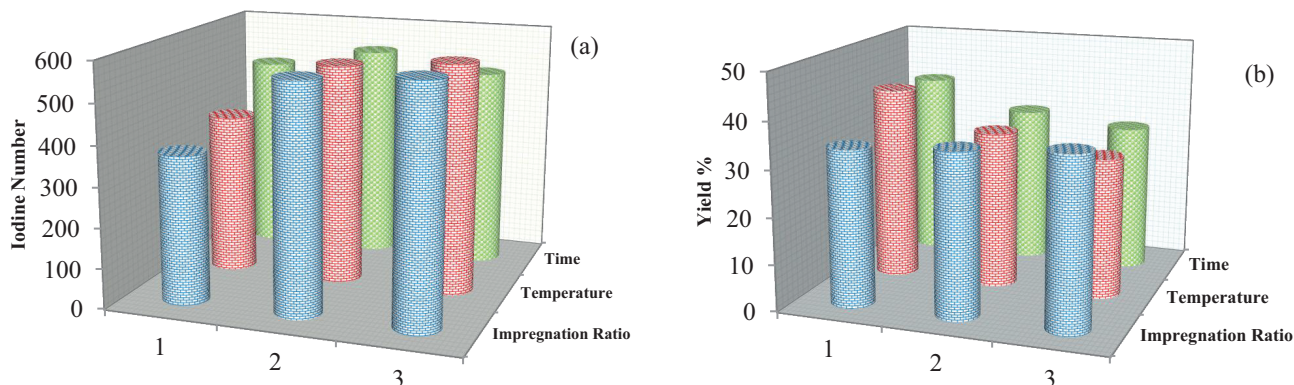 (a)
Iodine Number
600
500
400
300
200
100
0
1
2
3
Time
Temperature
Impregnation Ratio
(b)
Yield %
50
40
30
20
10
0
1
2
3
Time
Temperature
Impregnation Ratio